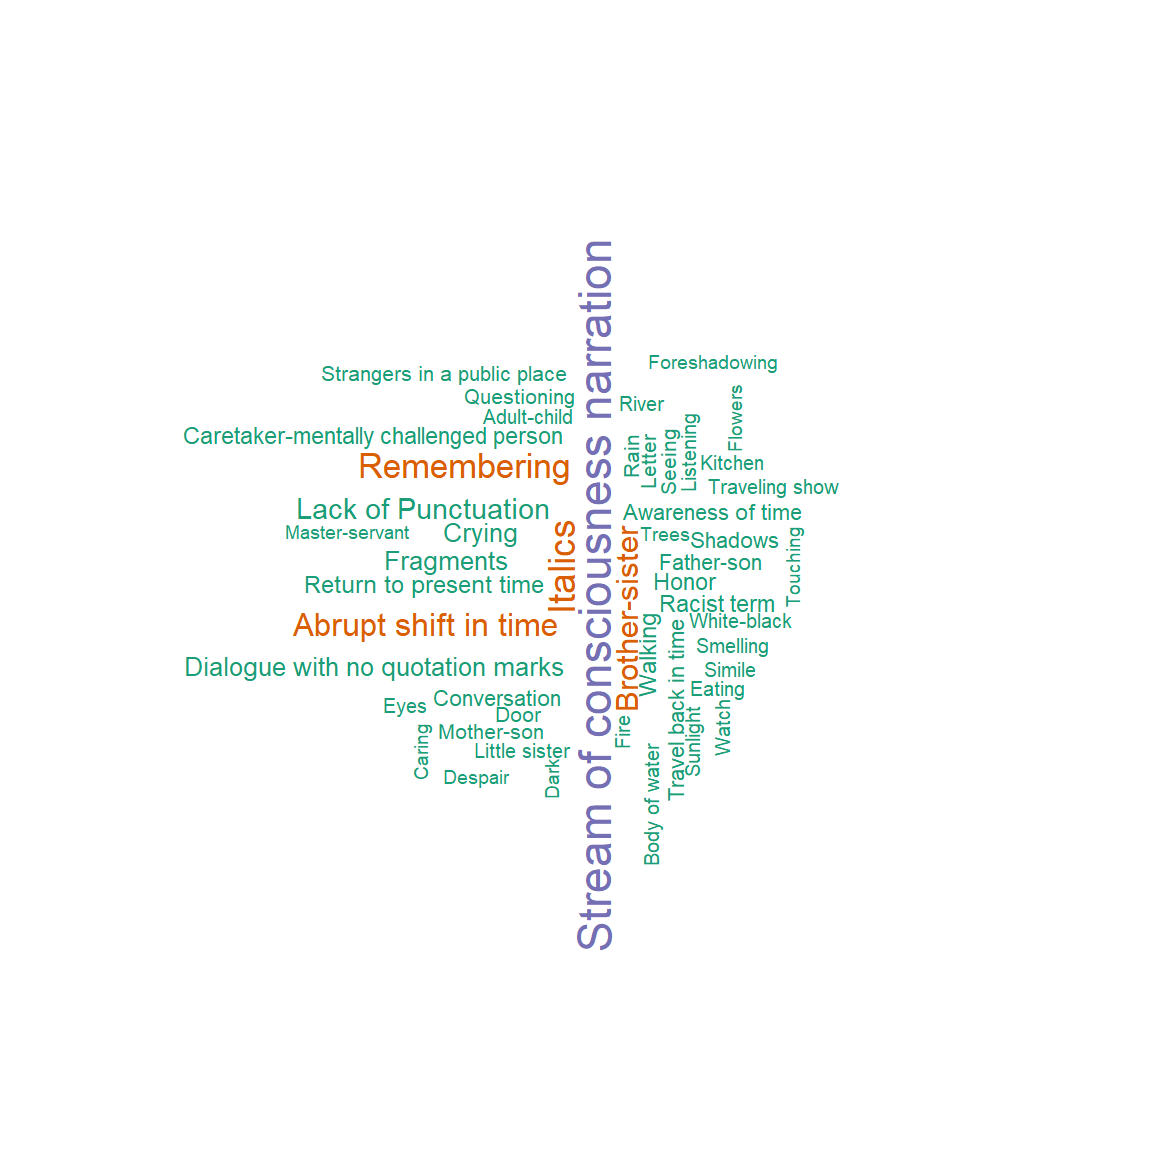 Stream of consciousness narration
Foreshadowing
Strangers in a public place
Questioning
River
Flowers
Adult-child
Caretaker-mentally challenged person
Rain
Letter
Seeing
Listening
Kitchen
Remembering
Traveling show
Lack of Punctuation
Awareness of time
Master-servant
Crying
Italics
Brother-sister
Trees
Shadows
Touching
Fragments
Father-son
Return to present time
Honor
Racist term
Abrupt shift in time
Walking
White-black
Travel back in time
Smelling
Dialogue with no quotation marks
Simile
Eating
Eyes
Conversation
Door
Fire
Sunlight
Watch
Caring
Mother-son
Little sister
Despair
Dark
Body of water